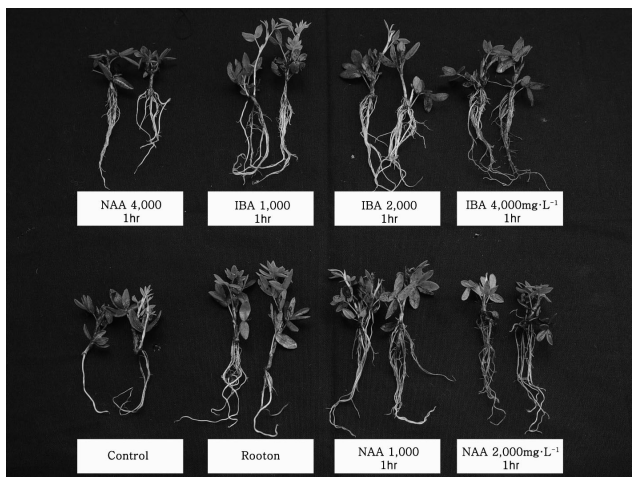 NAA 4,000
1hr
IBA 1,000
1hr
IBA 2,000
1hr
IBA 4,000mg·L⁻¹
1hr
Control
Rooton
NAA 1,000
1hr
NAA 2,000mg·L⁻¹
1hr